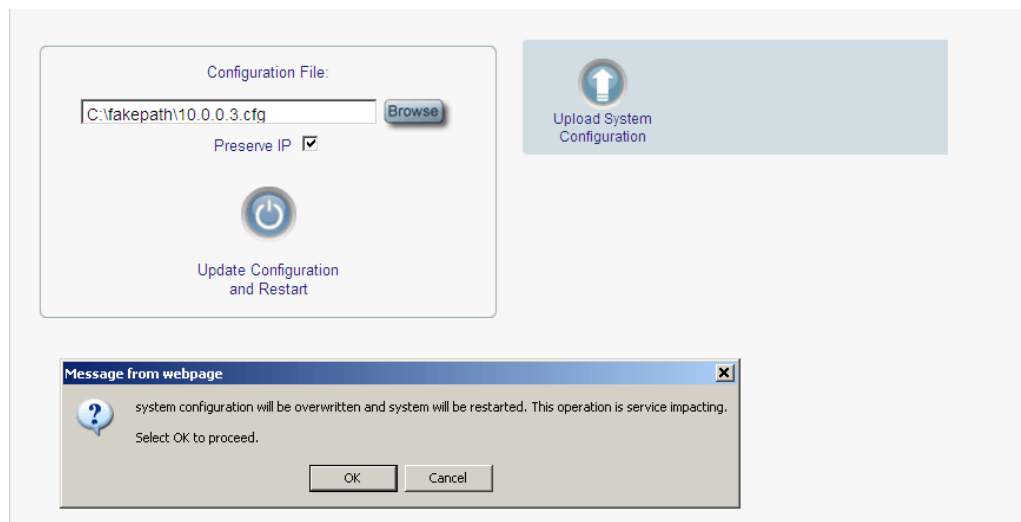 Configuration File:
C:\fakepath\10.0.0.3.cfg
Browse
Preserve IP
Update Configuration
and Restart
Upload System
Configuration
Message from webpage
system configuration will be overwritten and system will be restarted. This operation is service impacting.
Select OK to proceed.
OK
Cancel